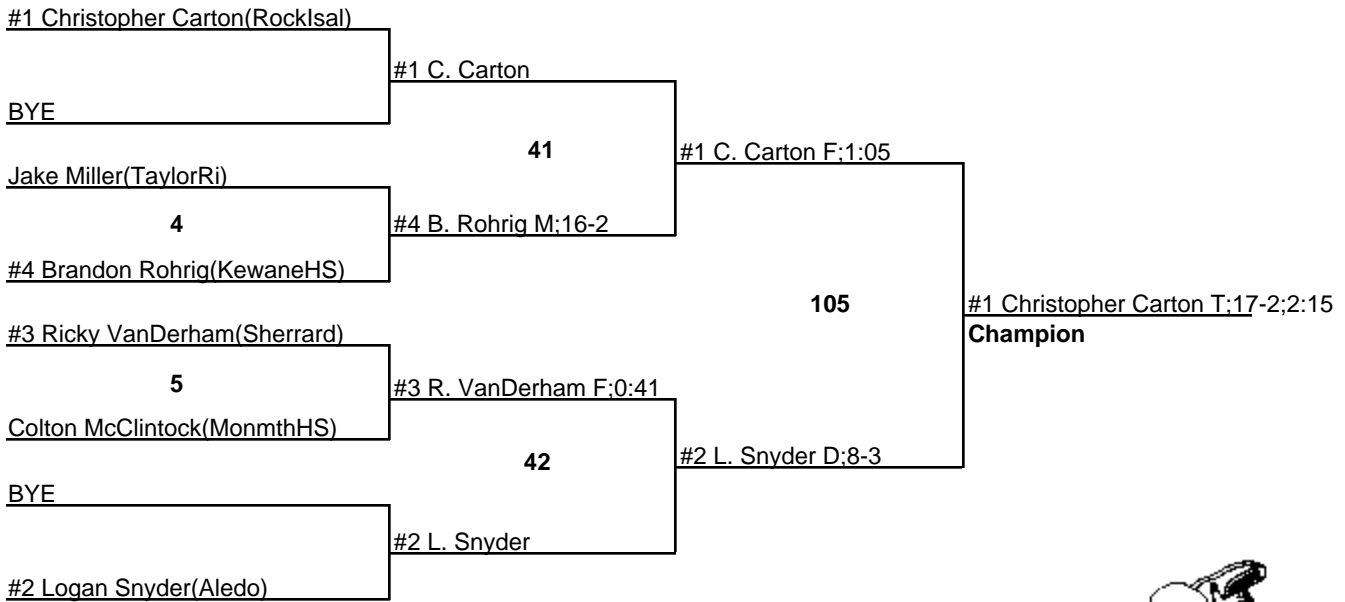 #1 Christopher Carton(RockIsal)
#1 C. Carton
BYE
41
#1 C. Carton F;1:05
Jake Miller(TaylorRi)
4
#4 B. Rohrig M;16-2
#4 Brandon Rohrig(KewaneHS)
105
#1 Christopher Carton T;17-2;2:15
Champion
#3 Ricky VanDerham(Sherrard)
5
#3 R. VanDerham F;0:41
Colton McClintock(MonmthHS)
42
#2 L. Snyder D;8-3
BYE
#2 L. Snyder
#2 Logan Snyder(Aledo)